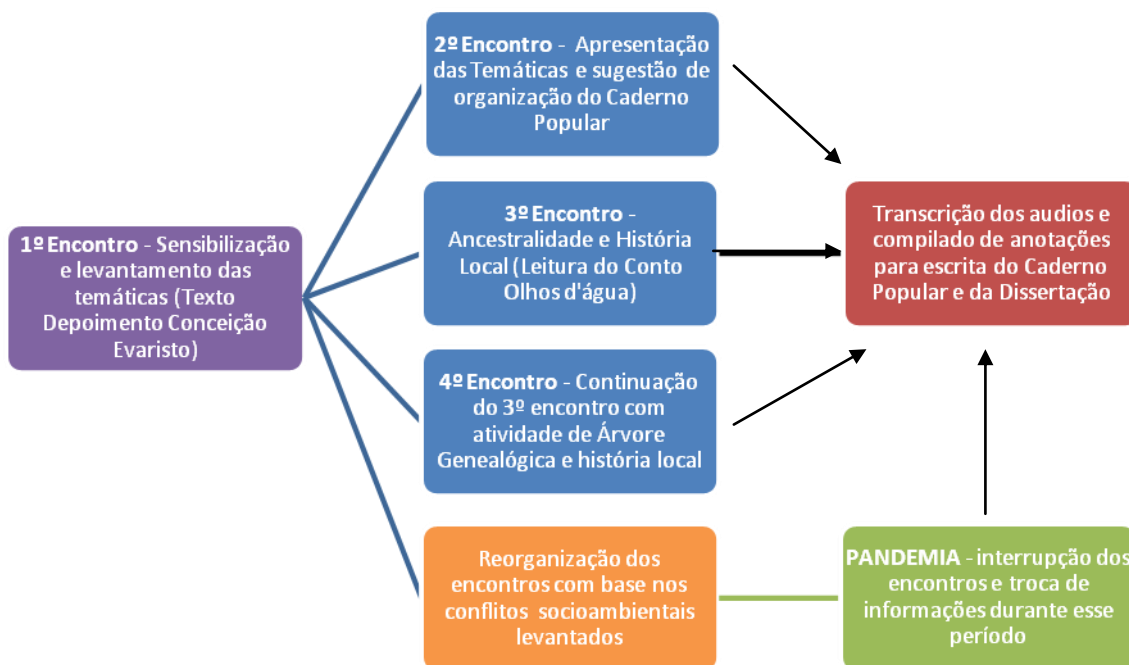 1º Encontro - Sensibilização
e levantamento das
temáticas (Texto
Depoimento Conceição
Evaristo)
2º Encontro - Apresentação
das Temáticas e sugestão de
organização do Caderno
Popular
3º Encontro -
Ancestralidade e História
Local (Leitura do Conto
Olhos d'água)
4º Encontro - Continuação
do 3º encontro com
atividade de Árvore
Genealógica e história local
Reorganização dos
encontros com base nos
conflitos socioambientais
levantados
Transcrição dos audios e
compilado de anotações
para escrita do Caderno
Popular e da Dissertação
PANDEMIA - interrupção dos
encontros e troca de
informações durante esse
período